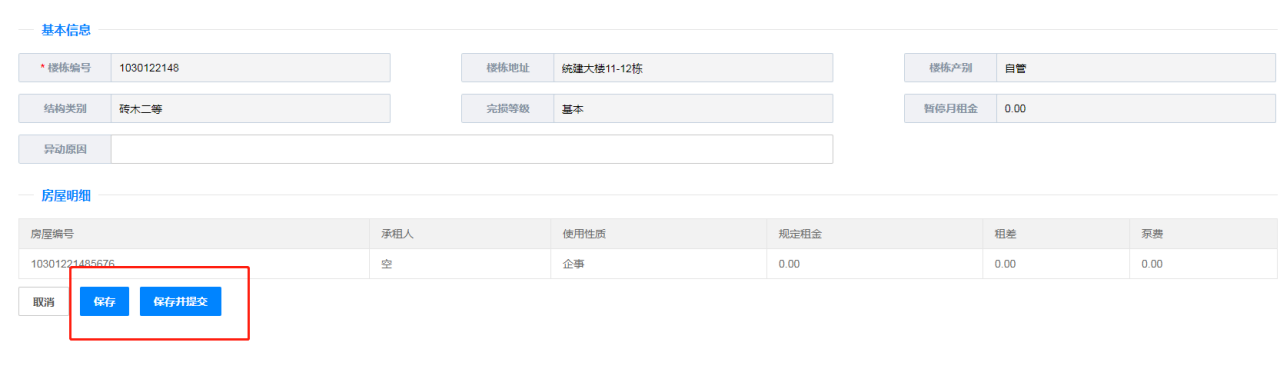 基本信息
* 楼栋编号 1030122148 楼栋地址 统建大楼11-12栋 楼栋产别 自管
结构类别 砖木二等 完损等级 基本 暂停月租金 0.00
异动原因
房屋明细
房屋编号 承租人 使用性质 规定租金 租差 泵费
10301221485676 空 企事 0.00 0.00 0.00
取消 保存 保存并提交